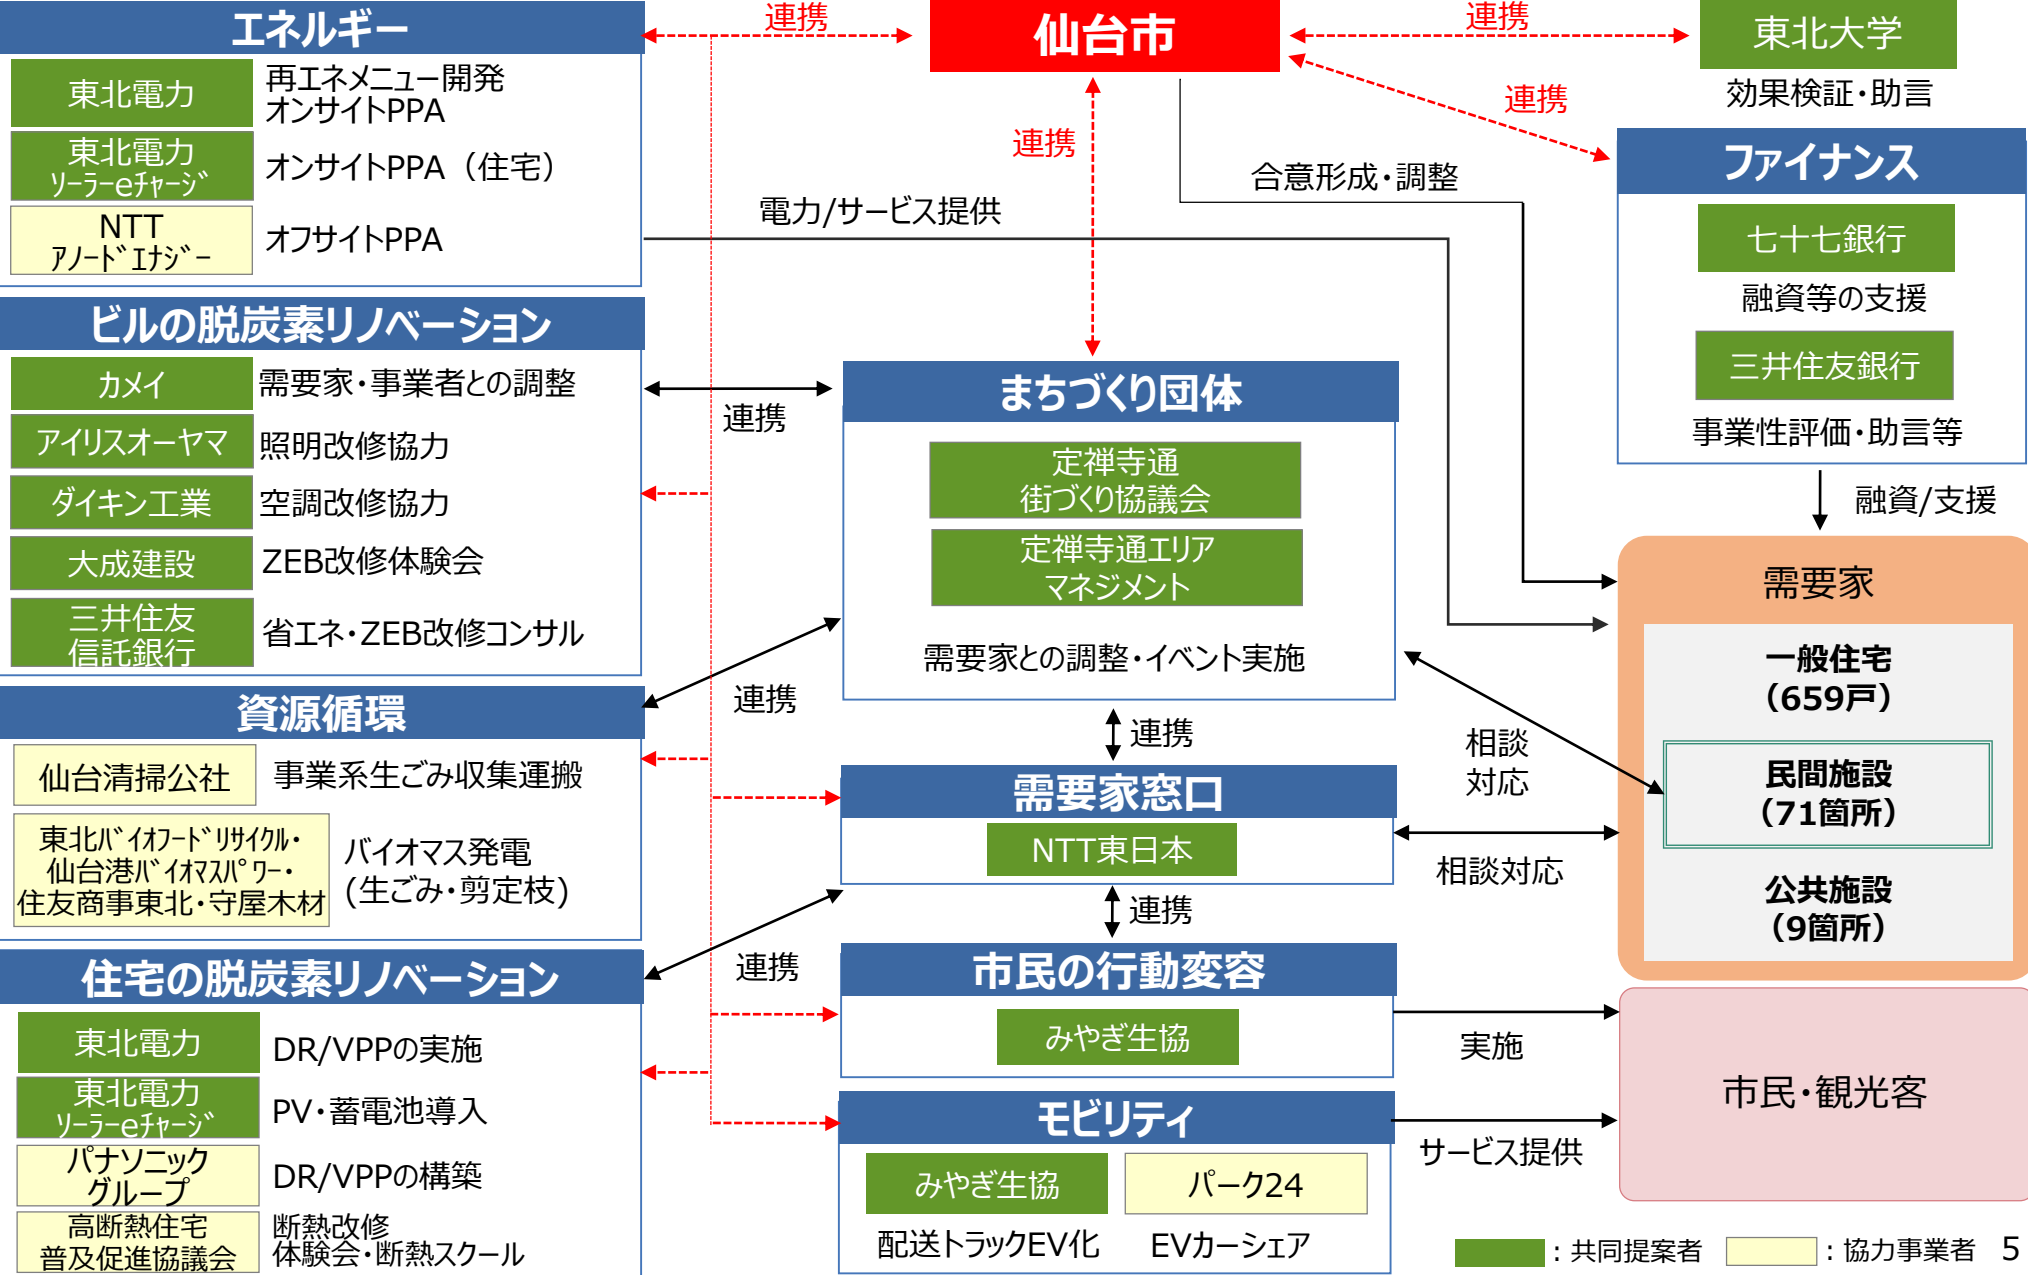 エネルギー
東北電力
再エネメニュー開発
オンサイトPPA
東北電力
ソーラーeチャージ
オンサイトPPA（住宅）
NTT
アノードエナジー
オフサイトPPA
ビルの脱炭素リノベーション
カメイ
需要家・事業者との調整
アイリスオーヤマ
照明改修協力
ダイキン工業
空調改修協力
大成建設
ZEB改修体験会
三井住友
信託銀行
省エネ・ZEB改修コンサル
資源循環
仙台清掃公社
事業系生ごみ収集運搬
東北バイオフードリサイクル・
仙台港バイオマスパワー・
住友商事東北・守屋木材
バイオマス発電
(生ごみ・剪定枝)
住宅の脱炭素リノベーション
東北電力
DR/VPPの実施
東北電力
ソーラーeチャージ
PV・蓄電池導入
パナソニック
グループ
DR/VPPの構築
高断熱住宅
普及促進協議会
断熱改修
体験会・断熱スクール
連携
仙台市
連携
連携
連携
合意形成・調整
電力/サービス提供
連携
まちづくり団体
定禅寺通
街づくり協議会
定禅寺通エリア
マネジメント
需要家との調整・イベント実施
連携
連携
相談
対応
需要家窓口
NTT東日本
相談対応
連携
連携
市民の行動変容
みやぎ生協
実施
モビリティ
みやぎ生協
パーク24
配送トラックEV化
EVカーシェア
サービス提供
東北大学
効果検証・助言
ファイナンス
七十七銀行
融資等の支援
三井住友銀行
事業性評価・助言等
融資/支援
需要家
一般住宅
（659戸）
民間施設
（71箇所）
公共施設
（9箇所）
市民・観光客
：共同提案者
：協力事業者
5